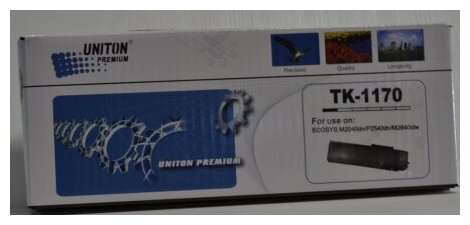 UNITON
PREMIUM
Precision
Quality
Longevity
TK-1170
For use on:
ECOSYS M2040dn/P2540dn/M2640idw
UNITON PREMIUM